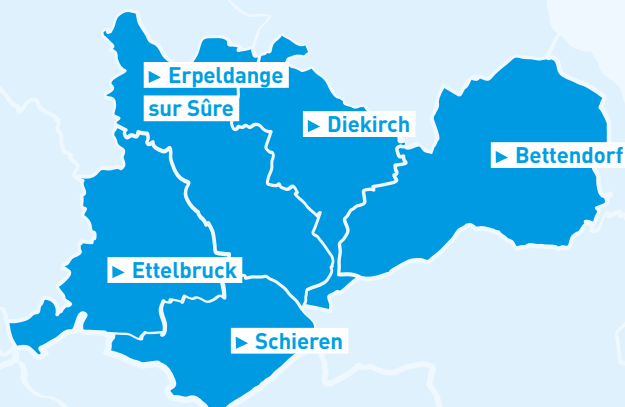 ► Erpeldange
sur Sûre
► Diekirch
► Bettendorf
► Ettelbruck
► Schieren